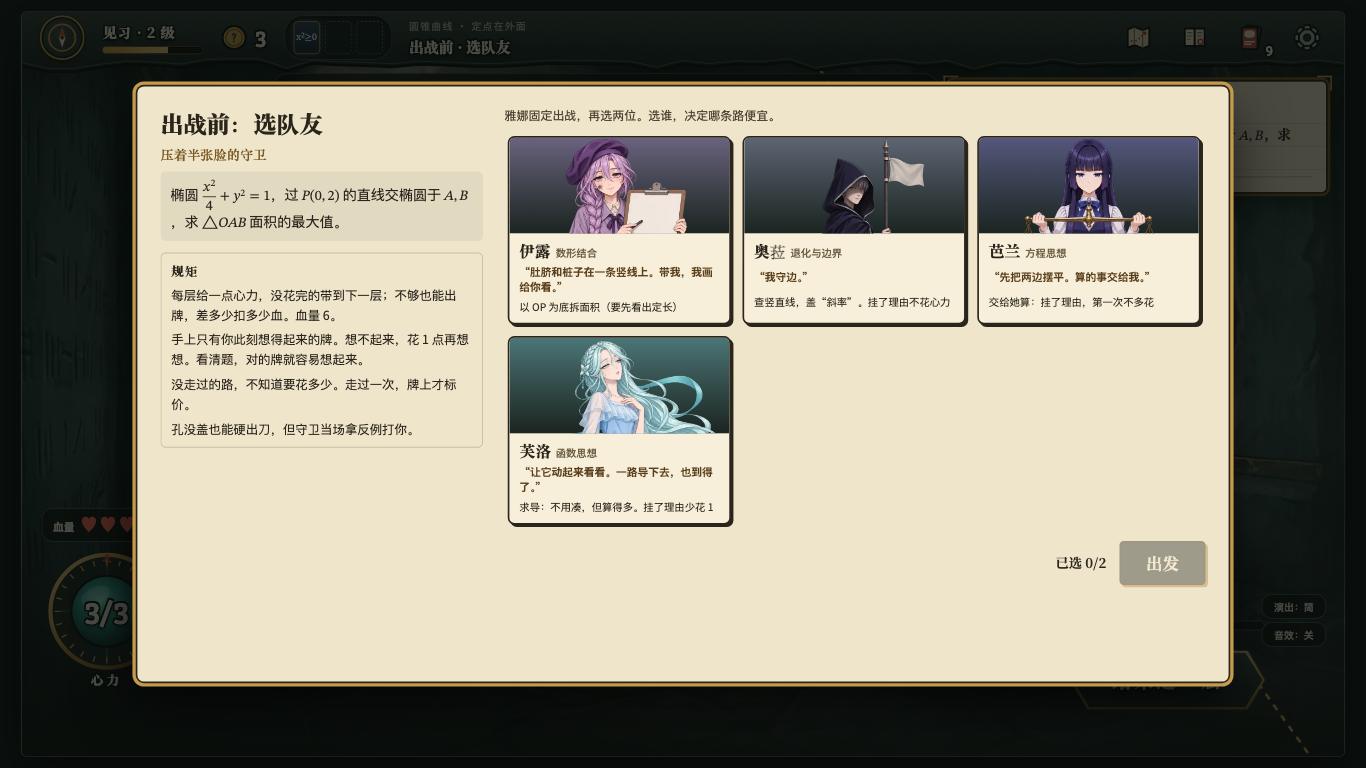 见习 · 2 级
3
x²≥0
圆锥曲线 · 定点在外面
出战前 · 选队友
9
出战前：选队友
压着半张脸的守卫
椭圆 x²/4 + y² = 1，过 P(0, 2) 的直线交椭圆于 A, B
，求 △OAB 面积的最大值。
规矩
每层给一点心力，没花完的带到下一层；不够也能出
牌，差多少扣多少血。血量 6。
手上只有你此刻想得起来的牌。想不起来，花 1 点再想
想。看清题，对的牌就容易想起来。
没走过的路，不知道要花多少。走过一次，牌上才标
价。
孔没盖也能硬出刀，但守卫当场拿反例打你。
雅娜固定出战，再选两位。选谁，决定哪条路便宜。
伊露 数形结合
“肚脐和桩子在一条竖线上。带我，我画
给你看。”
以 OP 为底拆面积（要先看出定长）
奥菈 退化与边界
“我守边。”
查竖直线，盖“斜率”。挂了理由不花心力
芭兰 方程思想
“先把两边摆平。算的事交给我。”
交给她算：挂了理由，第一次不多花
芙洛 函数思想
“让它动起来看看。一路导下去，也到得
了。”
求导：不用凑，但算得多。挂了理由少花 1
已选 0/2
出发
A, B，求
血量
3/3
心力
演出：简
音效：关